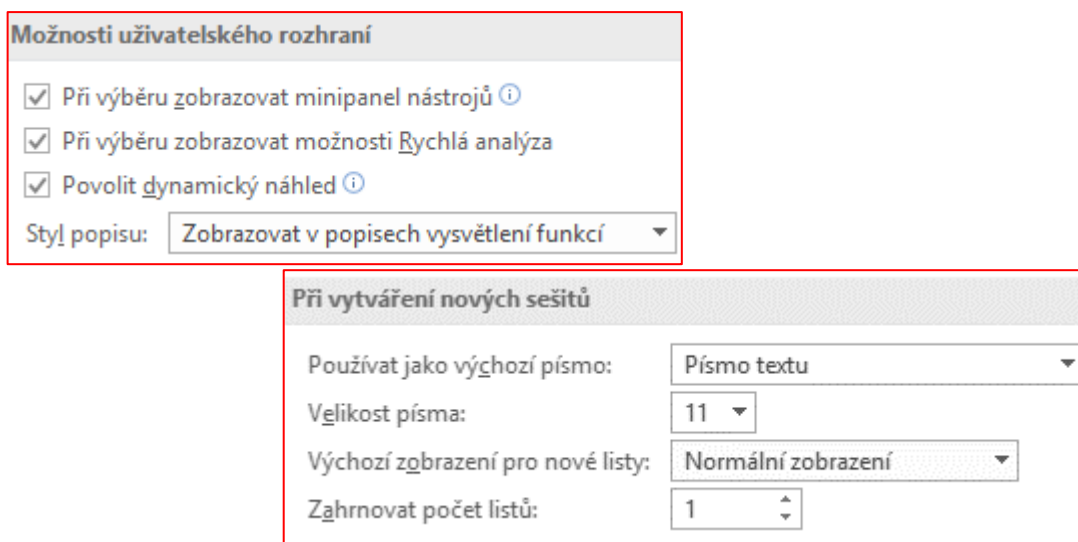 Možnosti uživatelského rozhraní
Při výběru zobrazovat minipanel nástrojů
Při výběru zobrazovat možnosti Rychlá analýza
Povolit dynamický náhled
Styl popisu: Zobrazovat v popisech vysvětlení funkcí
Při vytváření nových sešitů
Používat jako výchozí písmo: Písmo textu
Velikost písma: 11
Výchozí zobrazení pro nové listy: Normální zobrazení
Zahrnovat počet listů: 1